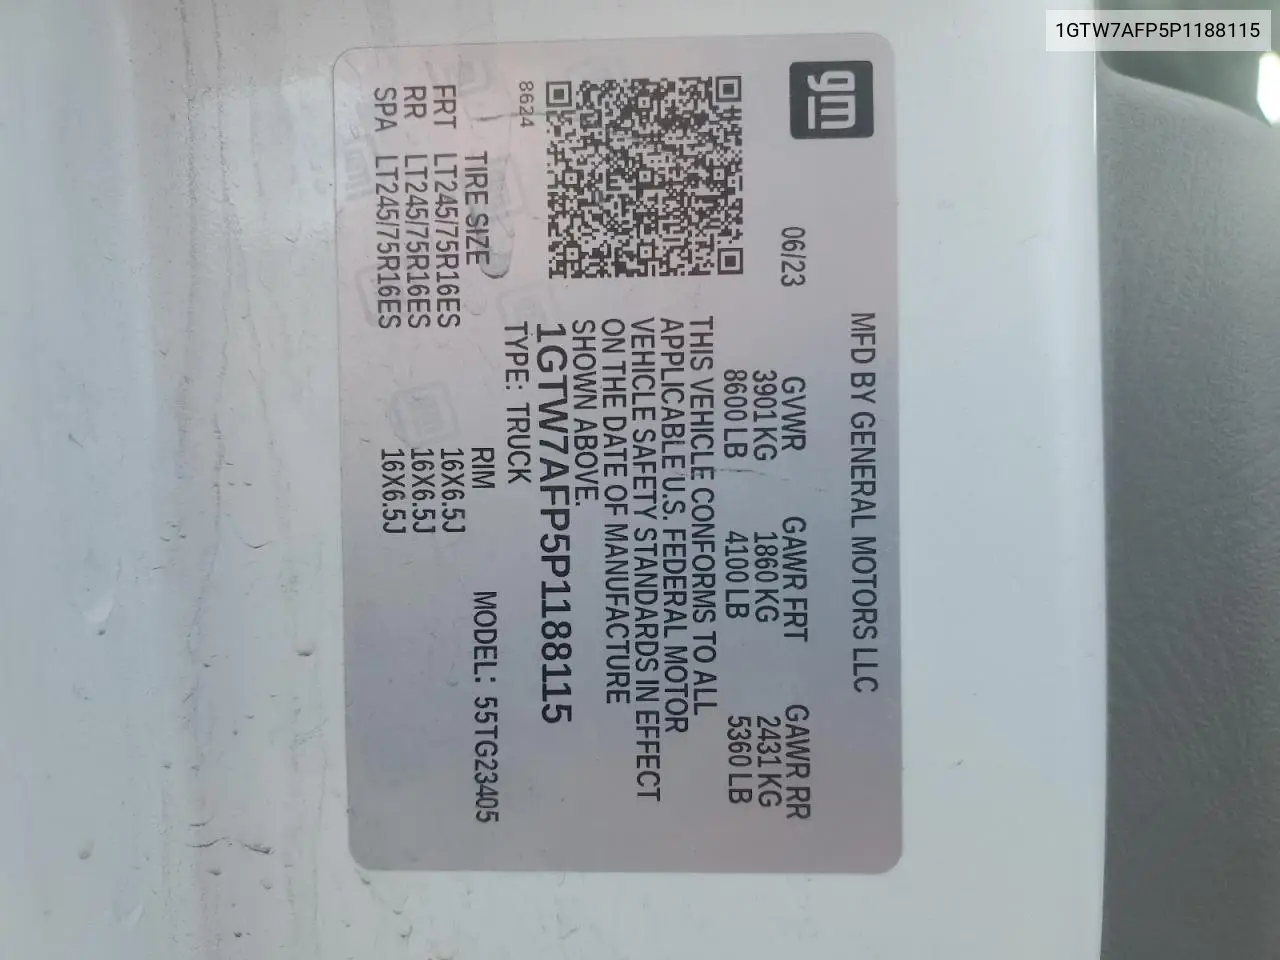 1GTW7AFP5P1188115
gm
MFD BY GENERAL MOTORS LLC
06/23 GVWR GAWR FRT GAWR RR
3901 KG 1860 KG 2431 KG
8600 LB 4100 LB 5360 LB
THIS VEHICLE CONFORMS TO ALL
APPLICABLE U.S. FEDERAL MOTOR
VEHICLE SAFETY STANDARDS IN EFFECT
ON THE DATE OF MANUFACTURE
SHOWN ABOVE.
1GTW7AFP5P1188115
8624 TYPE: TRUCK
TIRE SIZE RIM MODEL: 55TG23405
FRT LT245/75R16ES 16X6.5J
RR LT245/75R16ES 16X6.5J
SPA LT245/75R16ES 16X6.5J
gm